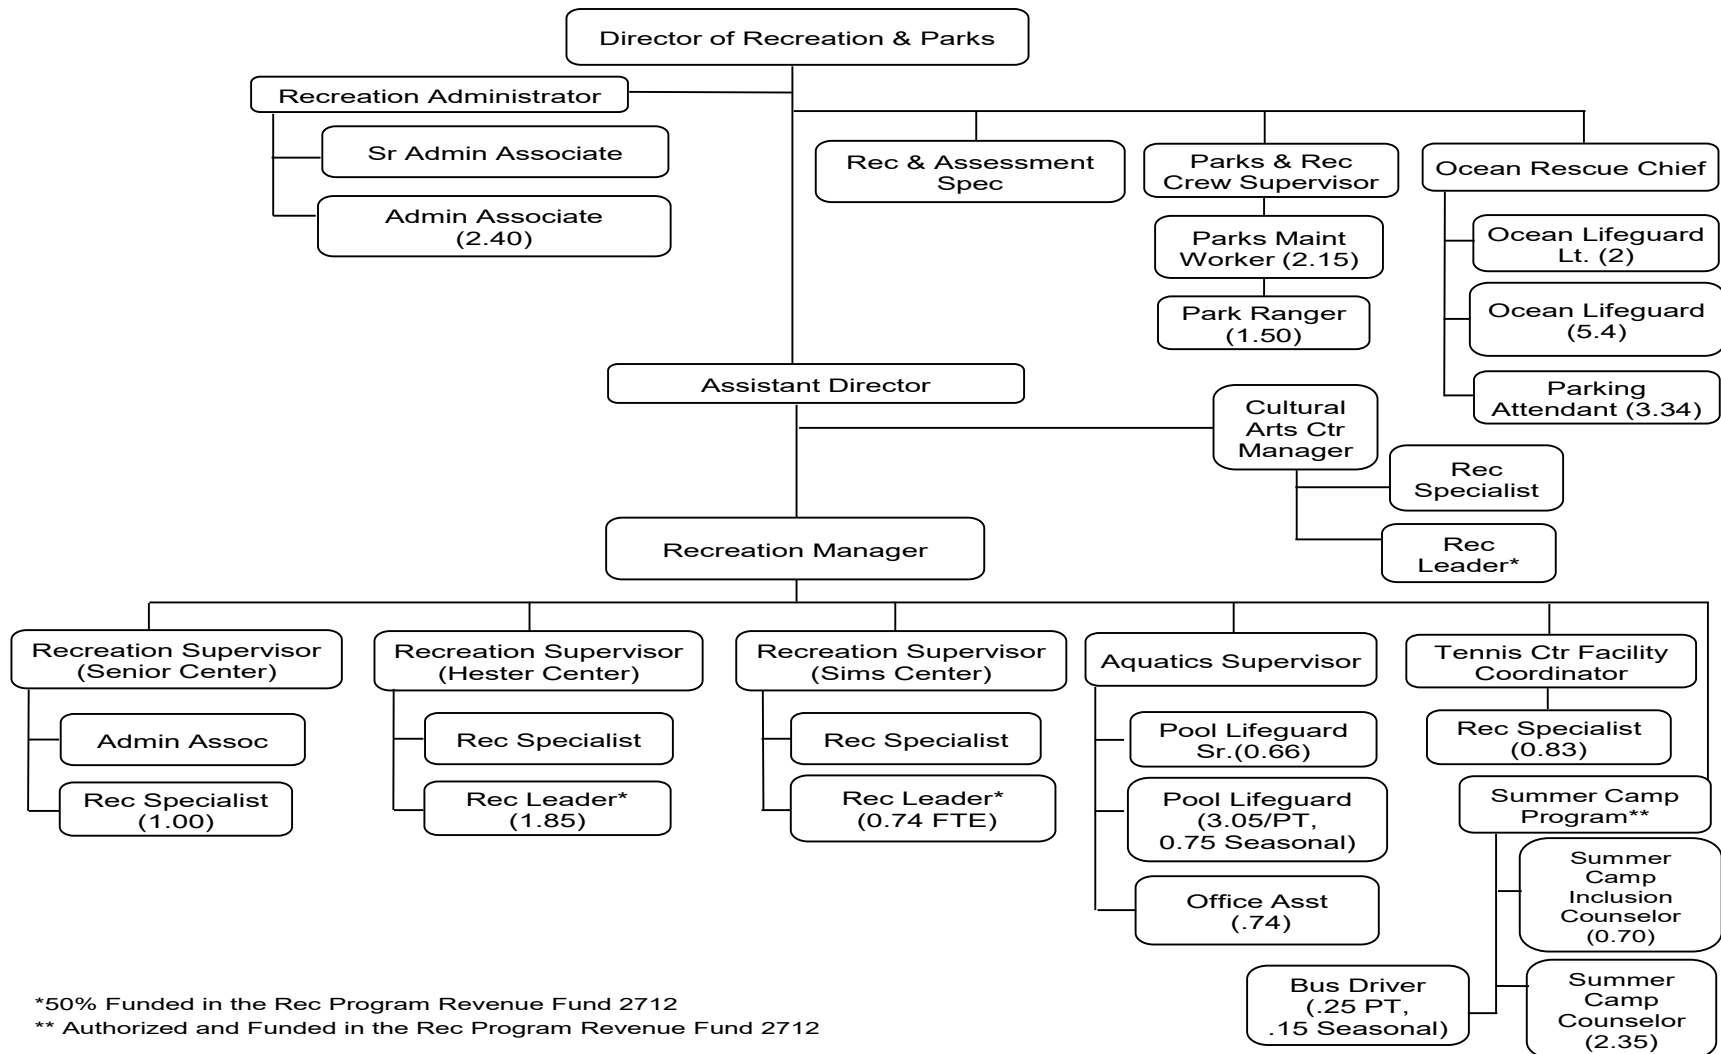 Director of Recreation & Parks
Recreation Administrator
Sr Admin Associate
Admin Associate
(2.40)
Rec & Assessment
Spec
Parks & Rec
Crew Supervisor
Parks Maint
Worker (2.15)
Park Ranger
(1.50)
Ocean Rescue Chief
Ocean Lifeguard
Lt. (2)
Ocean Lifeguard
(5.4)
Parking
Attendant (3.34)
Assistant Director
Cultural
Arts Ctr
Manager
Rec
Specialist
Rec
Leader*
Recreation Manager
Recreation Supervisor
(Senior Center)
Admin Assoc
Rec Specialist
(1.00)
Recreation Supervisor
(Hester Center)
Rec Specialist
Rec Leader*
(1.85)
Recreation Supervisor
(Sims Center)
Rec Specialist
Rec Leader*
(0.74 FTE)
Aquatics Supervisor
Pool Lifeguard
Sr.(0.66)
Pool Lifeguard
(3.05/PT,
0.75 Seasonal)
Office Asst
(.74)
Tennis Ctr Facility
Coordinator
Rec Specialist
(0.83)
Summer Camp
Program**
Summer
Camp
Inclusion
Counselor
(0.70)
Summer
Camp
Counselor
(2.35)
Bus Driver
(.25 PT,
.15 Seasonal)
*50% Funded in the Rec Program Revenue Fund 2712
** Authorized and Funded in the Rec Program Revenue Fund 2712